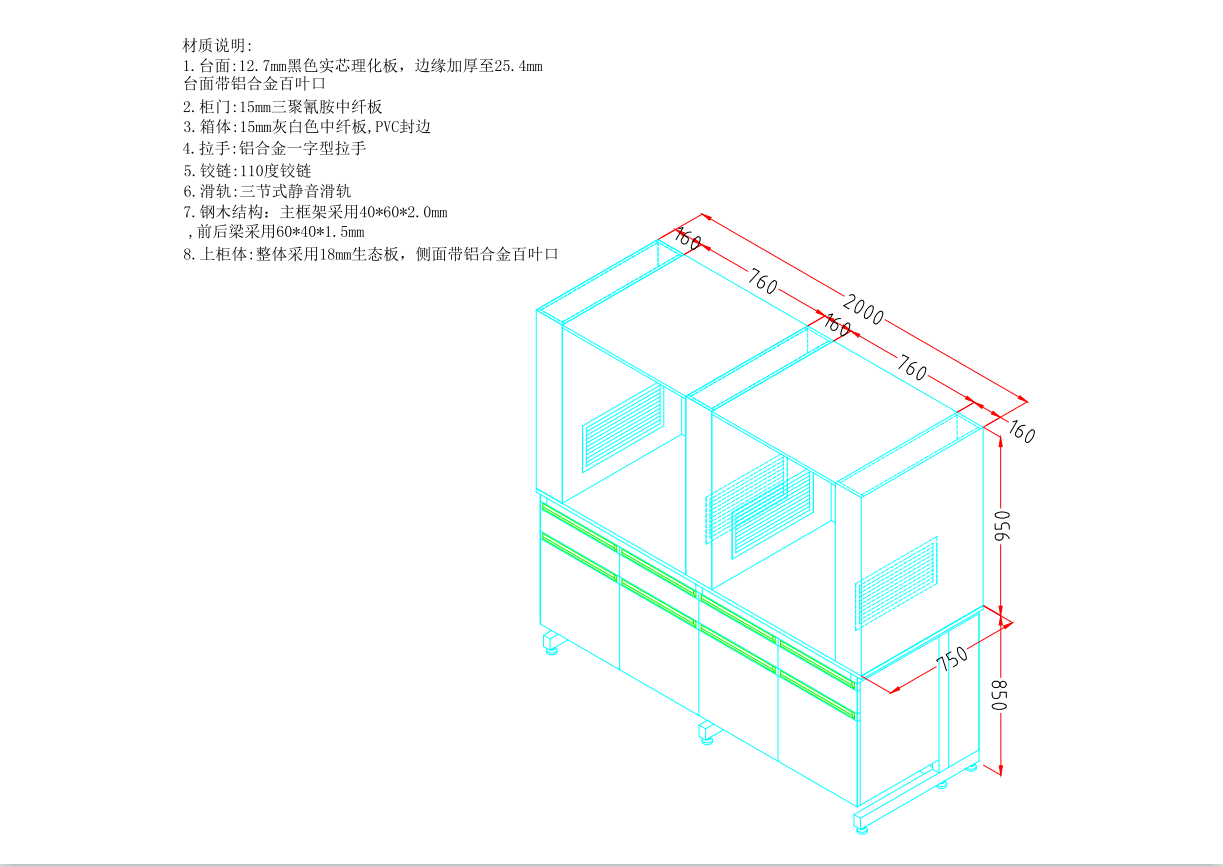 材质说明:
1.台面:12.7mm黑色实芯理化板，边缘加厚至25.4mm
台面带铝合金百叶口
2.柜门:15mm三聚氰胺中纤板
3.箱体:15mm灰白色中纤板,PVC封边
4.拉手:铝合金一字型拉手
5.铰链:110度铰链
6.滑轨:三节式静音滑轨
7.钢木结构：主框架采用40*60*2.0mm
,前后梁采用60*40*1.5mm
8.上柜体:整体采用18mm生态板，侧面带铝合金百叶口
160
760
2000
160
760
160
950
750
850